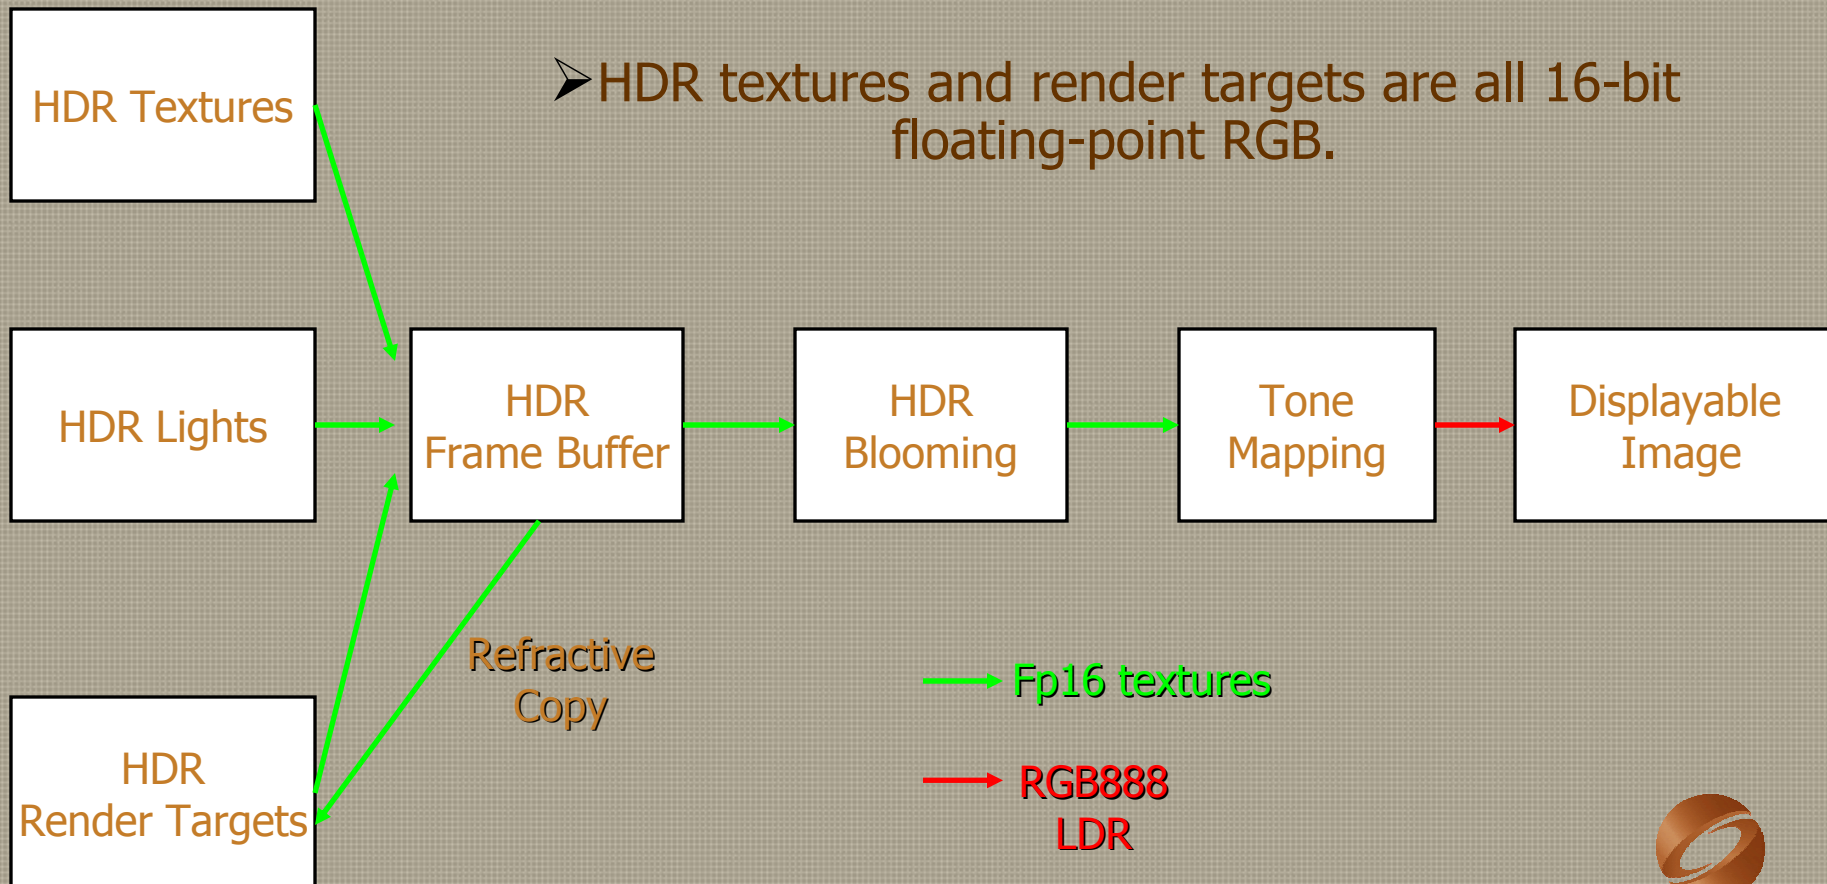 HDR Textures
➢HDR textures and render targets are all 16-bit
floating-point RGB.
HDR Lights
HDR
Frame Buffer
HDR
Blooming
Tone
Mapping
Displayable
Image
Refractive
Copy
HDR
Render Targets
Fp16 textures
RGB888
LDR